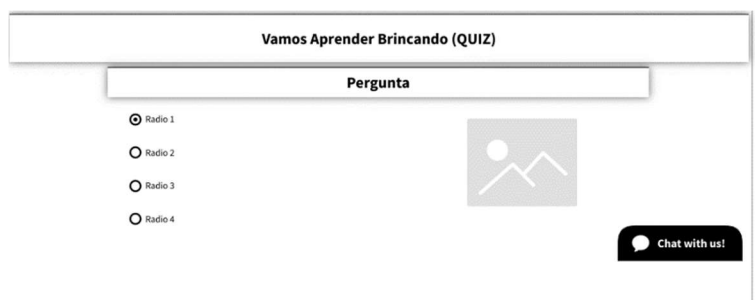 Vamos Aprender Brincando (QUIZ)
Pergunta
Radio 1
Radio 2
Radio 3
Radio 4
Chat with us!